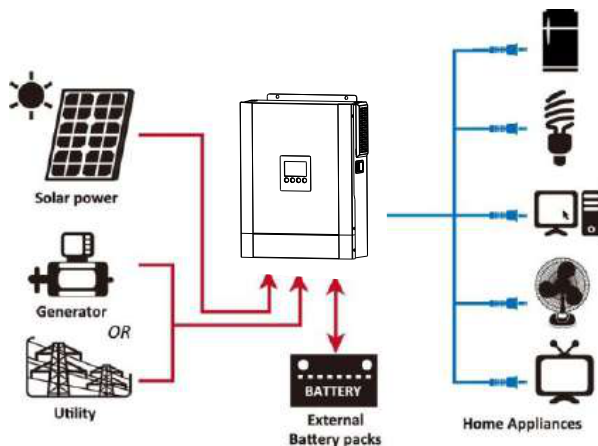 Solar power
Generator
OR
Utility
BATTERY
External
Battery packs
Home Appliances